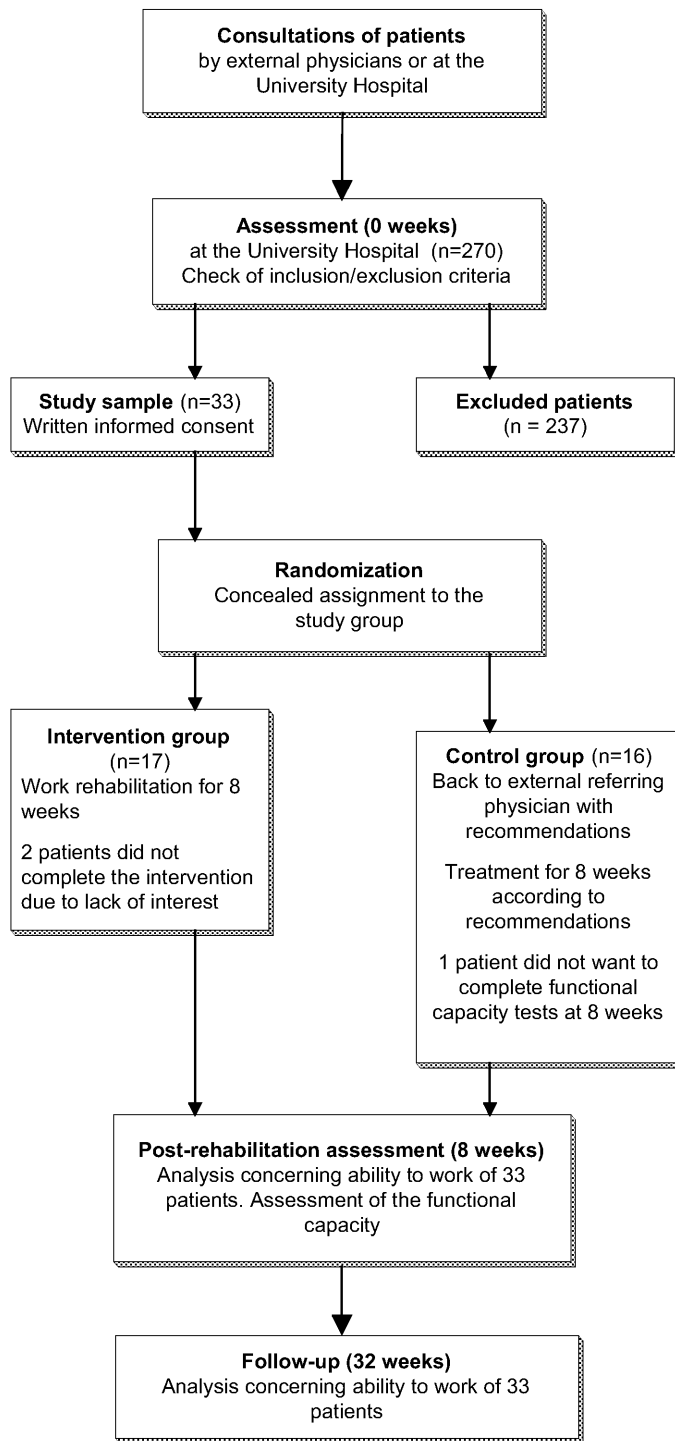 Consultations of patients
by external physicians or at the
University Hospital
Assessment (0 weeks)
at the University Hospital (n=270)
Check of inclusion/exclusion criteria
Study sample (n=33)
Written informed consent
Excluded patients
(n = 237)
Randomization
Concealed assignment to the
study group
Intervention group
(n=17)
Work rehabilitation for 8
weeks
2 patients did not
complete the intervention
due to lack of interest
Control group (n=16)
Back to external referring
physician with
recommendations
Treatment for 8 weeks
according to
recommendations
1 patient did not want to
complete functional
capacity tests at 8 weeks
Post-rehabilitation assessment (8 weeks)
Analysis concerning ability to work of 33
patients. Assessment of the functional
capacity
Follow-up (32 weeks)
Analysis concerning ability to work of 33
patients